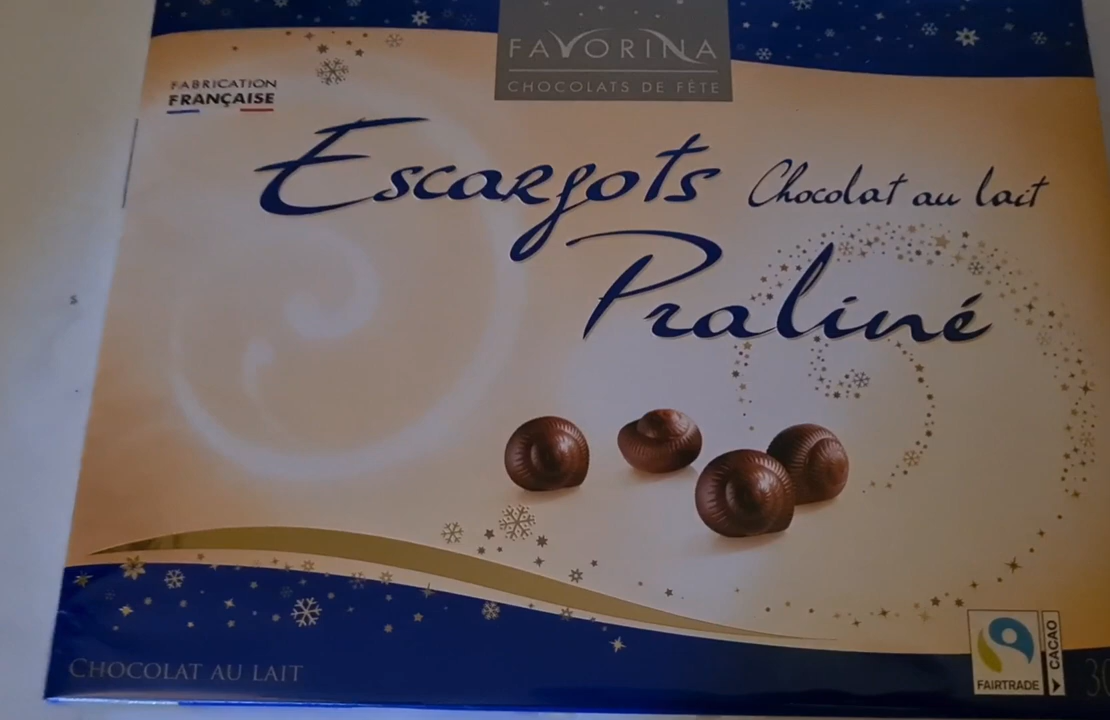 FAVORINA
CHOCOLATS DE FÊTE
FABRICATION
FRANÇAISE
Escargots Chocolat au lait
Praliné
CHOCOLAT AU LAIT
FAIRTRADE
CACAO